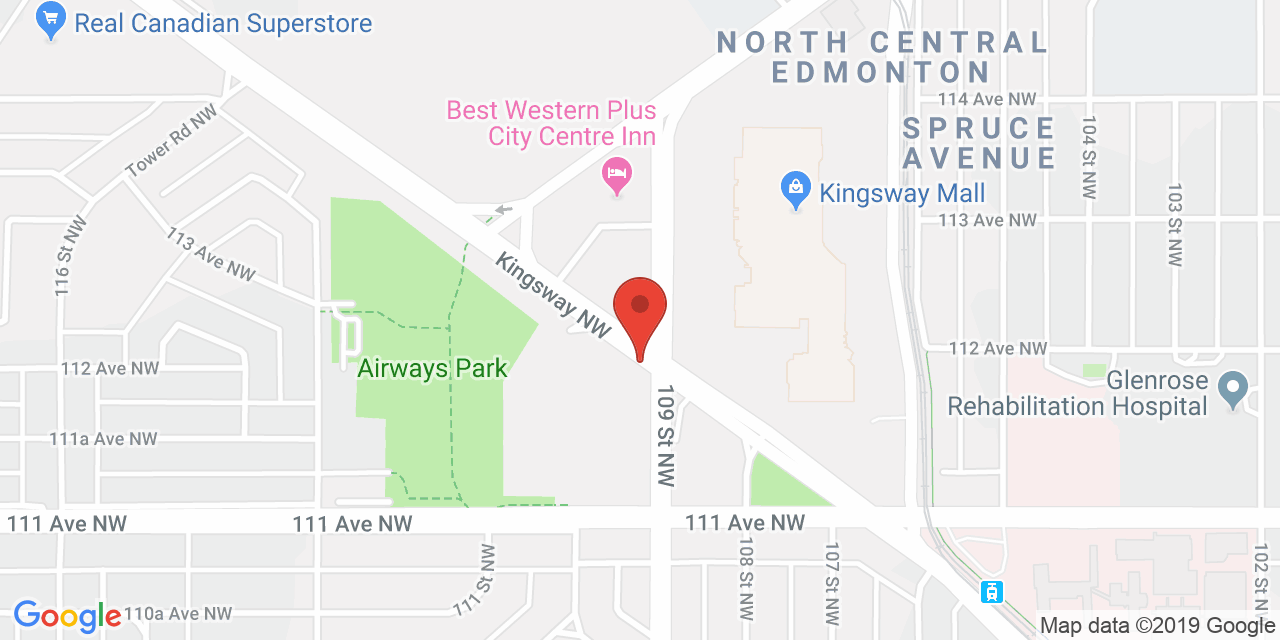 Real Canadian Superstore
NORTH CENTRAL
EDMONTON
Best Western Plus
City Centre Inn
114 Ave NW
SPRUCE
AVENUE
Tower Rd NW
104 St NW
Kingsway Mall
103 St NW
113 Ave NW
116 St NW
113 Ave NW
Kingsway NW
112 Ave NW
112 Ave NW
Airways Park
Glenrose
Rehabilitation Hospital
109 St NW
111a Ave NW
111 Ave NW
111 Ave NW
111 Ave NW
111 St NW
108 St NW
107 St NW
102 St NW
Google
110a Ave NW
Map data ©2019 Google